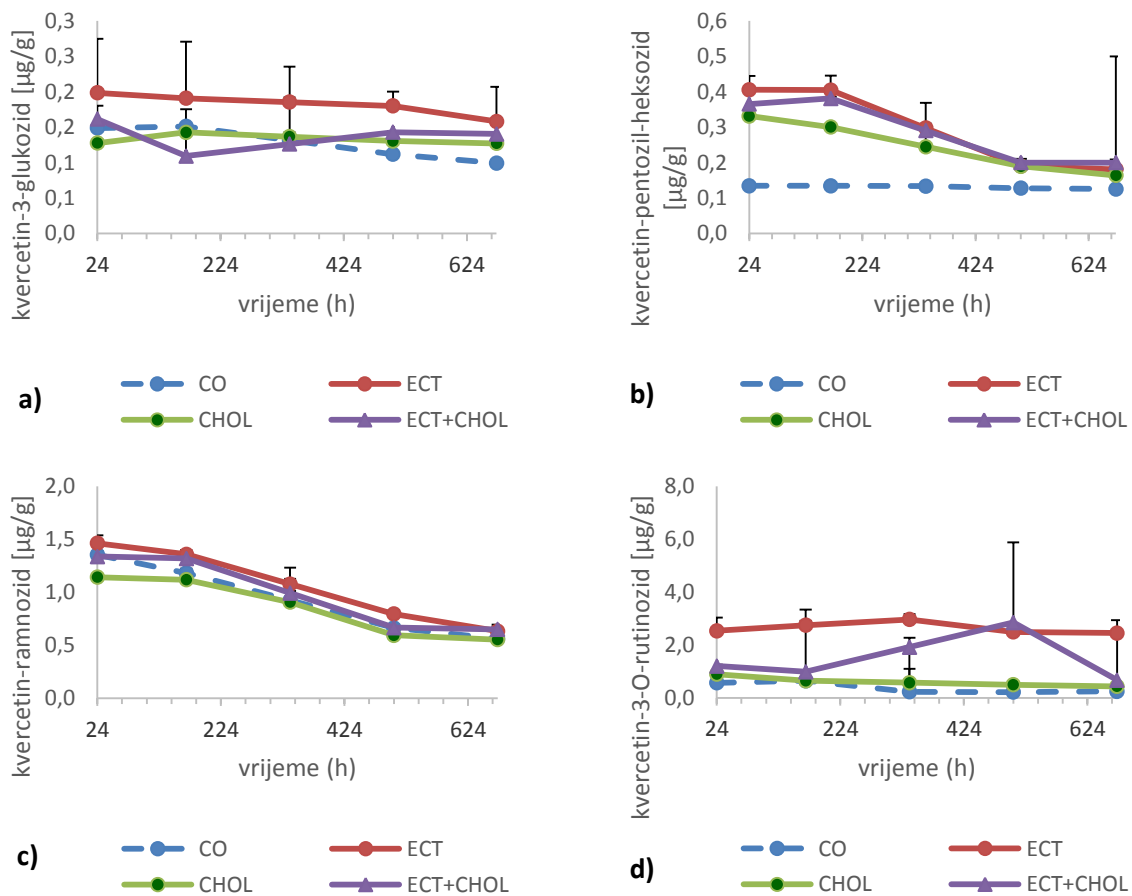 kvercetin-3-glukozid [µg/g]
0,3
0,3
0,2
0,2
0,1
0,1
0,0
24 224 424 624
vrijeme (h)
CO ECT
CHOL ECT+CHOL
a)
kvercetin-pentozil-heksozid
[µg/g]
0,6
0,5
0,4
0,3
0,2
0,1
0,0
24 224 424 624
vrijeme (h)
CO ECT
CHOL ECT+CHOL
b)
kvercetin-ramnozid [µg/g]
2,0
1,5
1,0
0,5
0,0
24 224 424 624
vrijeme (h)
CO ECT
CHOL ECT+CHOL
c)
kvercetin-3-O-rutinozid [µg/g]
8,0
6,0
4,0
2,0
0,0
24 224 424 624
vrijeme (h)
CO ECT
CHOL ECT+CHOL
d)